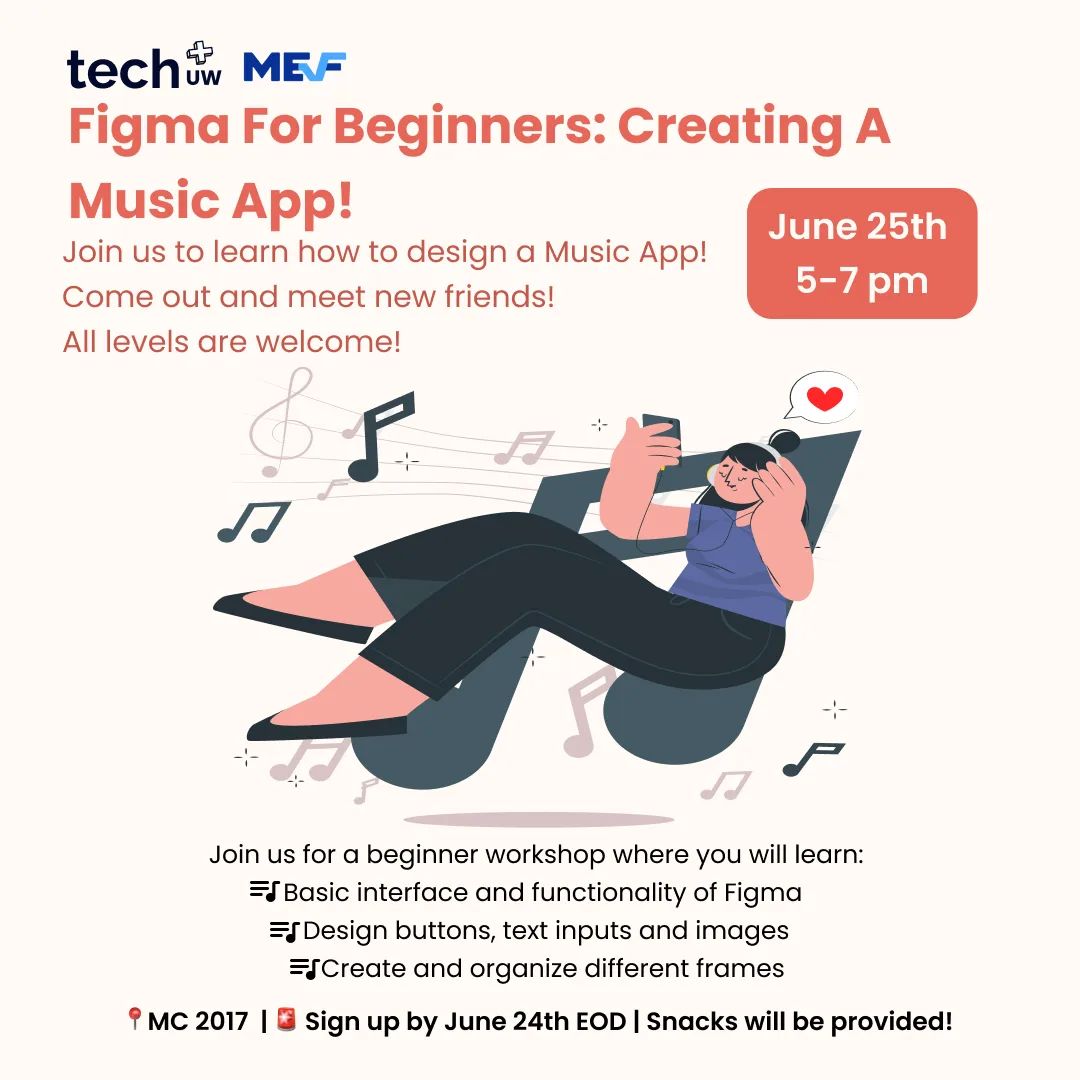 tech+ UW MEF
Figma For Beginners: Creating A
Music App!
Join us to learn how to design a Music App!
Come out and meet new friends!
All levels are welcome!
June 25th
5-7 pm
Join us for a beginner workshop where you will learn:
Basic interface and functionality of Figma
Design buttons, text inputs and images
Create and organize different frames
📍MC 2017 | 🚨 Sign up by June 24th EOD | Snacks will be provided!